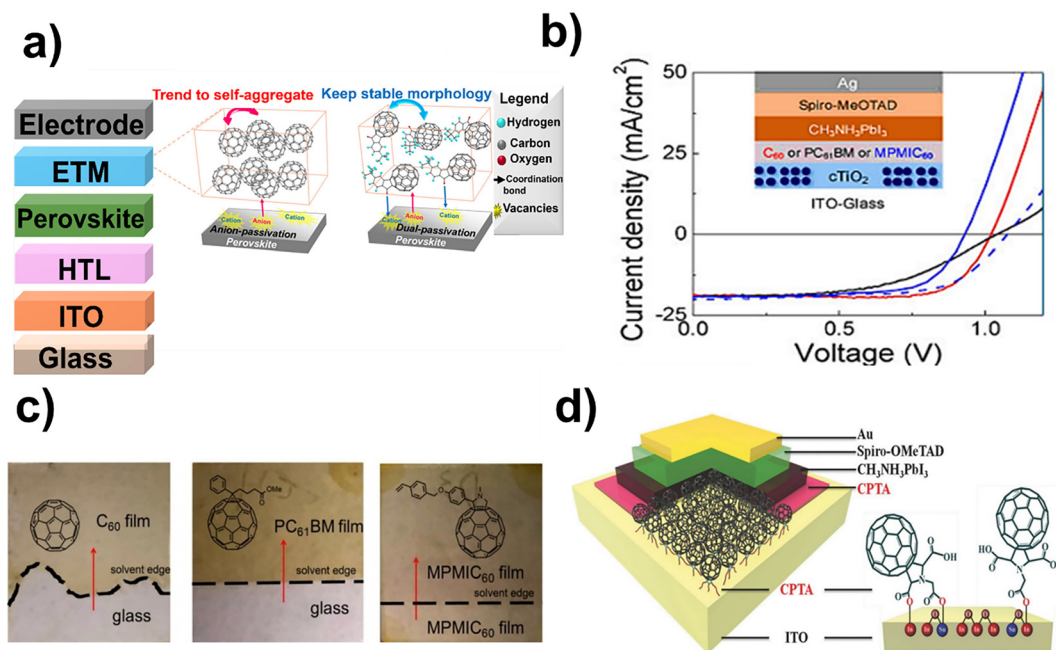 a)
Electrode
ETM
Perovskite
HTL
ITO
Glass
Trend to self-aggregate
Keep stable morphology
Cation
Anion
Cation
Anion-passivation
Perovskite
Cation
Anion
Cation
Dual-passivation
Perovskite
Legend
Hydrogen
Carbon
Oxygen
Coordination
bond
Vacancies
b)
Current density (mA/cm²)
50
25
0
-25
0.0
0.5
1.0
Voltage (V)
Ag
Spiro-MeOTAD
CH₃NH₃PbI₃
C₆₀ or PC₆₁BM or MPMIC₆₀
cTiO₂
ITO-Glass
c)
C₆₀ film
solvent edge
glass
OMe
O
PC₆₁BM film
solvent edge
glass
O
N
MPMIC₆₀ film
solvent edge
MPMIC₆₀ film
d)
Au
Spiro-OMeTAD
CH₃NH₃PbI₃
CPTA
CPTA
ITO